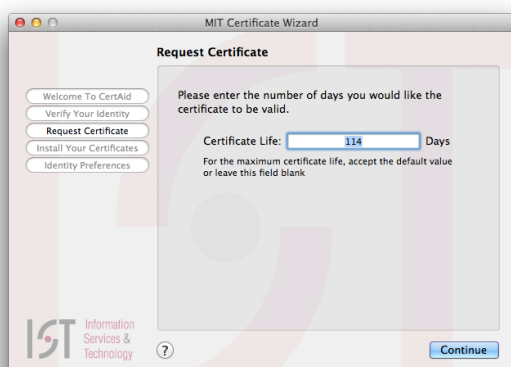 MIT Certificate Wizard
Request Certificate
Welcome To CertAid
Verify Your Identity
Request Certificate
Install Your Certificates
Identity Preferences
Please enter the number of days you would like the
certificate to be valid.
Certificate Life: 114 Days
For the maximum certificate life, accept the default value
or leave this field blank
IST Information
Services &
Technology
?
Continue